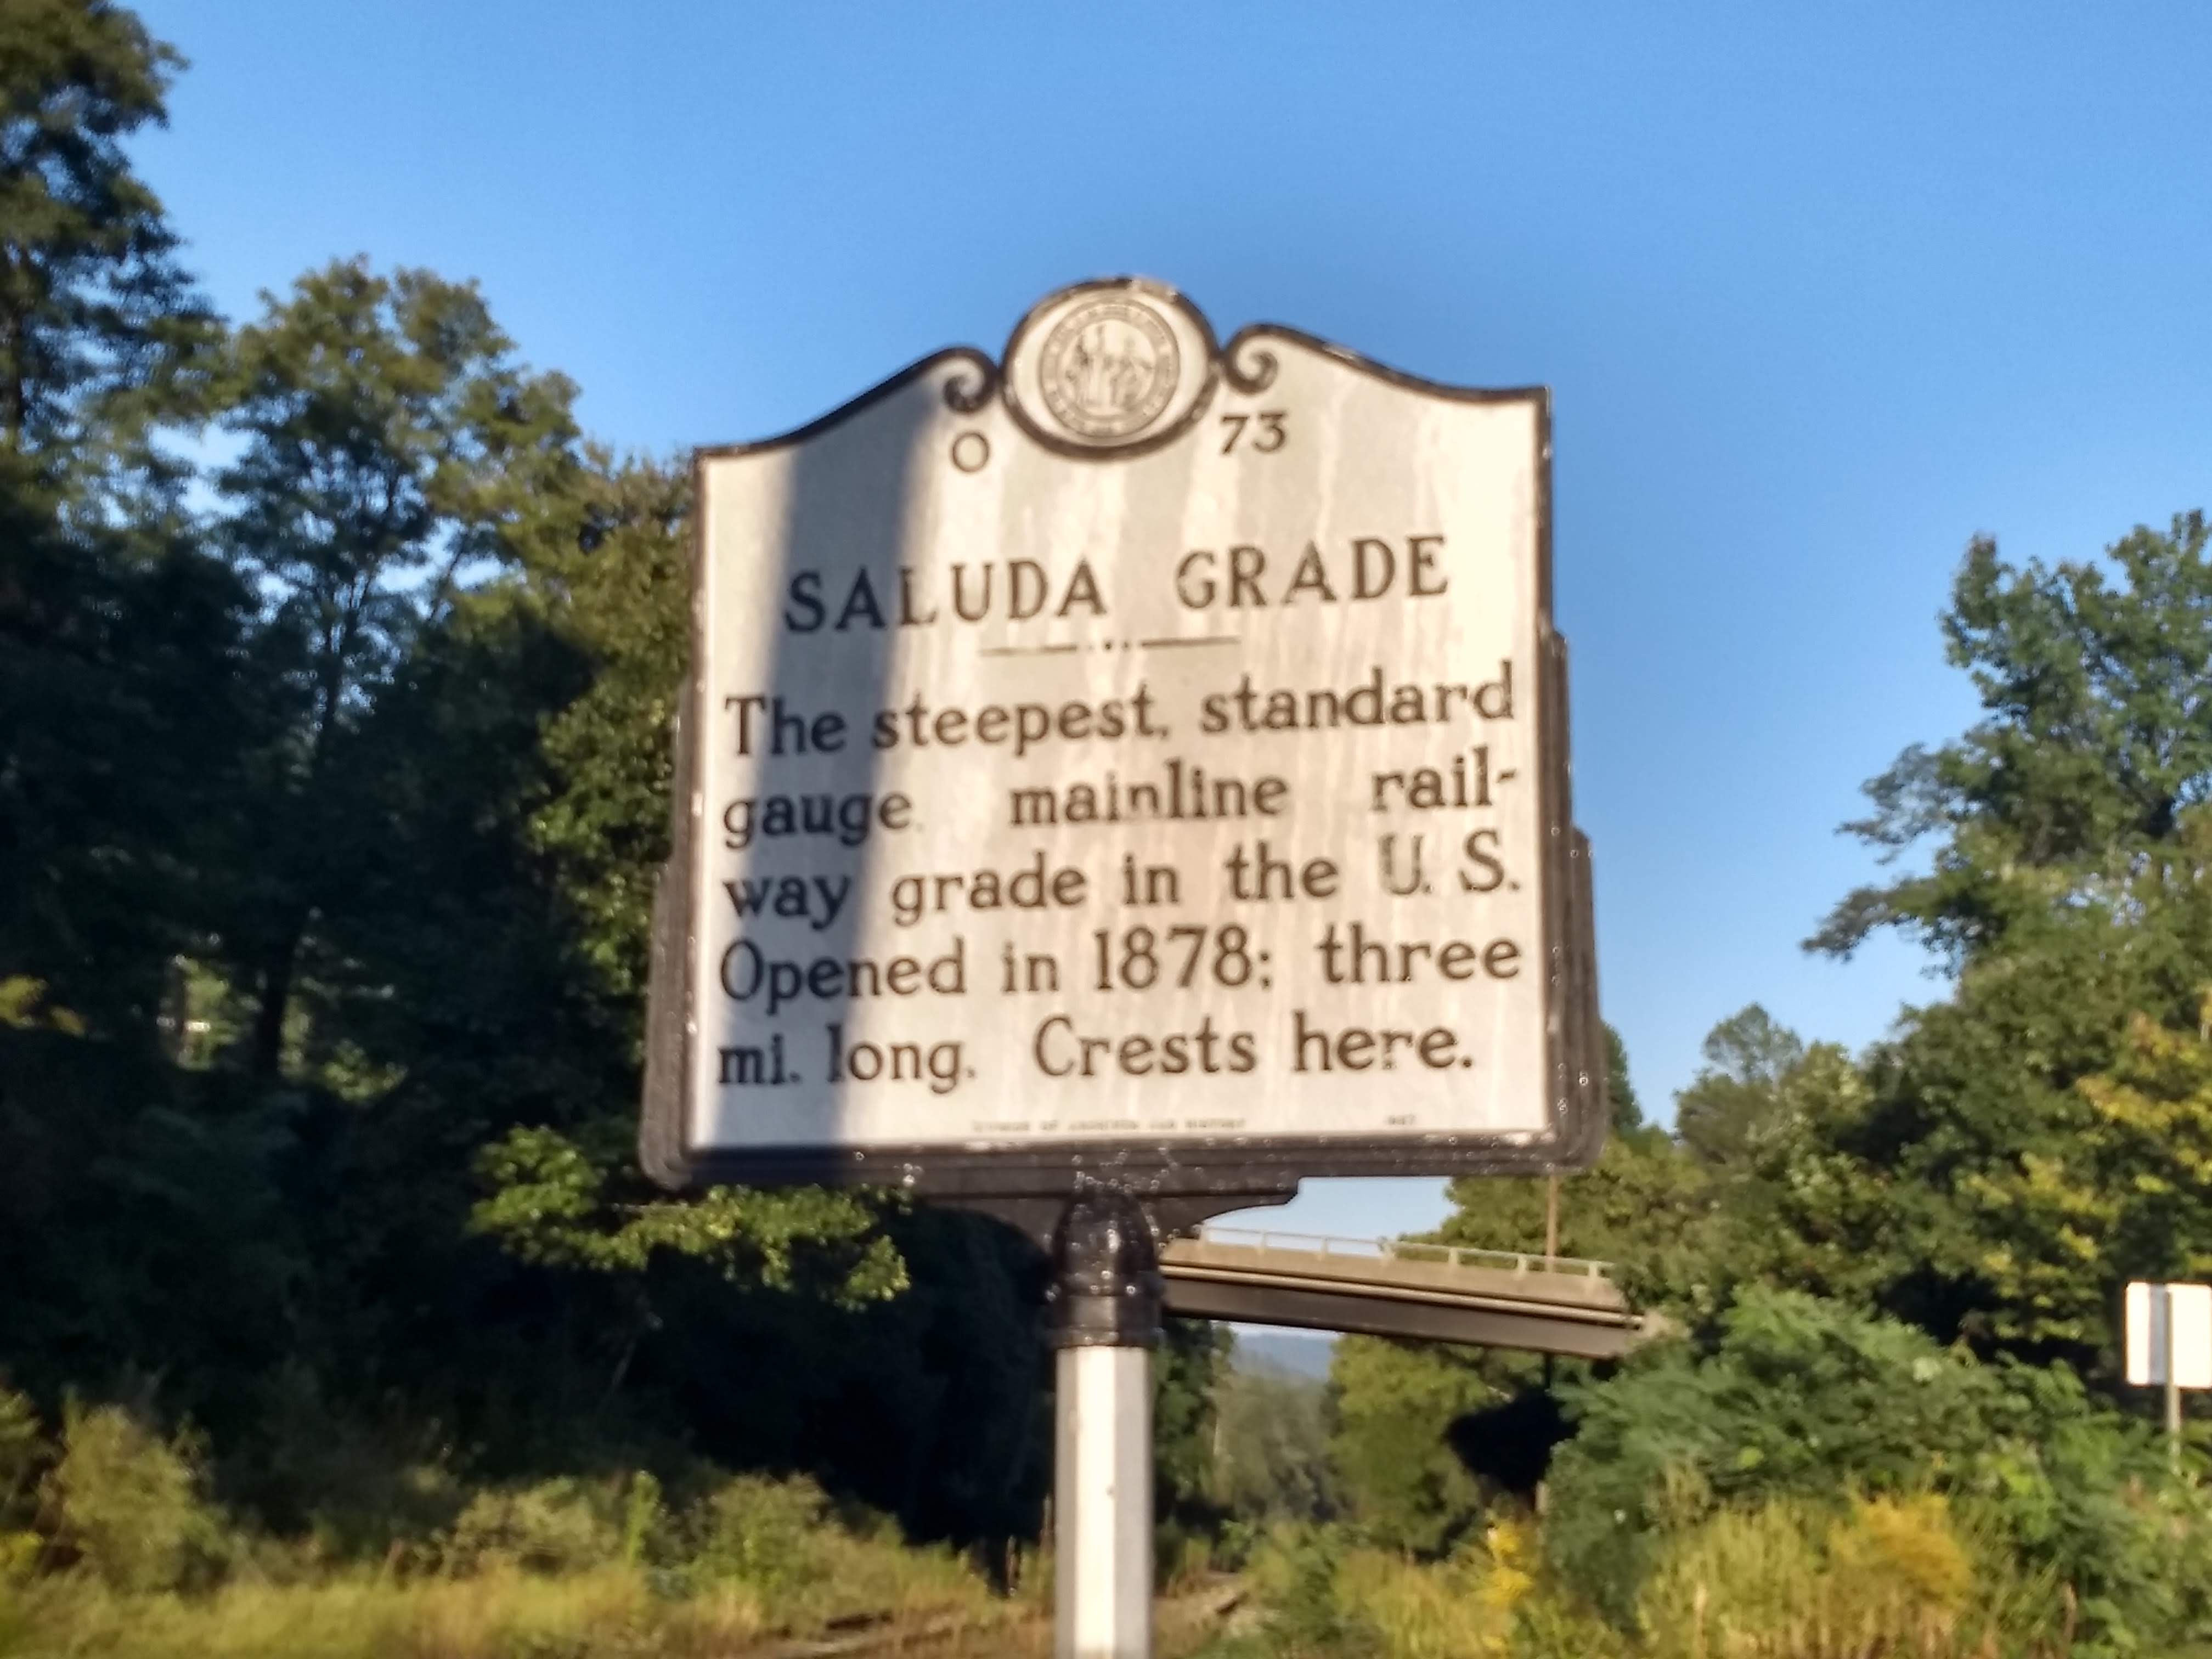 O 73
SALUDA GRADE
The steepest, standard
gauge mainline rail-
way grade in the U. S.
Opened in 1878; three
mi. long. Crests here.